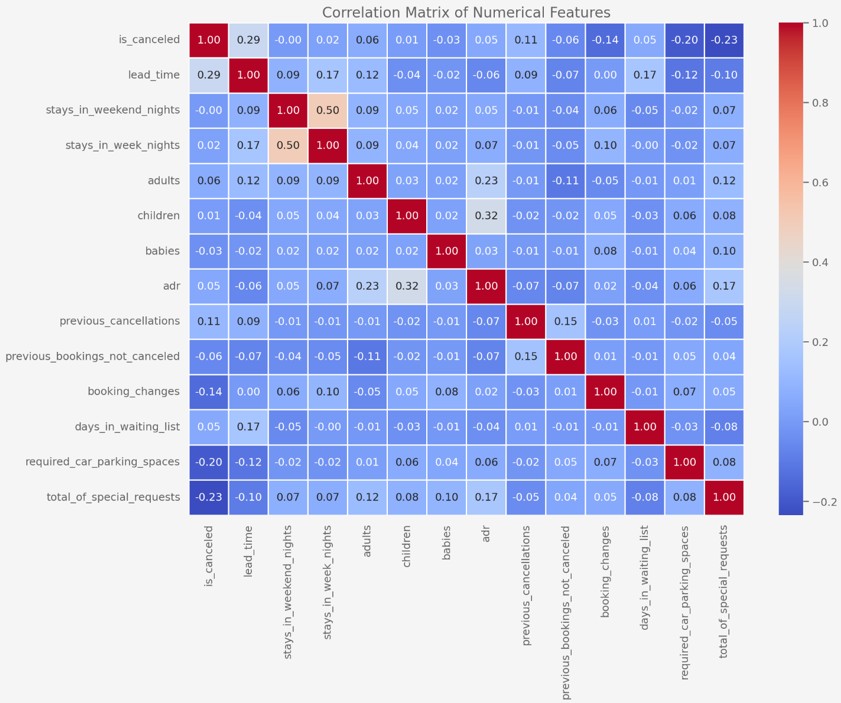 Correlation Matrix of Numerical Features
is_canceled 1.00 0.29 -0.00 0.02 0.06 0.01 -0.03 0.05 0.11 -0.06 -0.14 0.05 -0.20 -0.23
lead_time 0.29 1.00 0.09 0.17 0.12 -0.04 -0.02 -0.06 0.09 -0.07 0.00 0.17 -0.12 -0.10
stays_in_weekend_nights -0.00 0.09 1.00 0.50 0.09 0.05 0.02 0.05 -0.01 -0.04 0.06 -0.05 -0.02 0.07
stays_in_week_nights 0.02 0.17 0.50 1.00 0.09 0.04 0.02 0.07 -0.01 -0.05 0.10 -0.00 -0.02 0.07
adults 0.06 0.12 0.09 0.09 1.00 0.03 0.02 0.23 -0.01 -0.11 -0.05 -0.01 0.01 0.12
children 0.01 -0.04 0.05 0.04 0.03 1.00 0.02 0.32 -0.02 -0.02 0.05 -0.03 0.06 0.08
babies -0.03 -0.02 0.02 0.02 0.02 0.02 1.00 0.03 -0.01 -0.01 0.08 -0.01 0.04 0.10
adr 0.05 -0.06 0.05 0.07 0.23 0.32 0.03 1.00 -0.07 -0.07 0.02 -0.04 0.06 0.17
previous_cancellations 0.11 0.09 -0.01 -0.01 -0.01 -0.02 -0.01 -0.07 1.00 0.15 -0.03 0.01 -0.02 -0.05
previous_bookings_not_canceled -0.06 -0.07 -0.04 -0.05 -0.11 -0.02 -0.01 -0.07 0.15 1.00 0.01 -0.01 0.05 0.04
booking_changes -0.14 0.00 0.06 0.10 -0.05 0.05 0.08 0.02 -0.03 0.01 1.00 -0.01 0.07 0.05
days_in_waiting_list 0.05 0.17 -0.05 -0.00 -0.01 -0.03 -0.01 -0.04 0.01 -0.01 -0.01 1.00 -0.03 -0.08
required_car_parking_spaces -0.20 -0.12 -0.02 -0.02 0.01 0.06 0.04 0.06 -0.02 0.05 0.07 -0.03 1.00 0.08
total_of_special_requests -0.23 -0.10 0.07 0.07 0.12 0.08 0.10 0.17 -0.05 0.04 0.05 -0.08 0.08 1.00
is_canceled
lead_time
stays_in_weekend_nights
stays_in_week_nights
adults
children
babies
adr
previous_cancellations
previous_bookings_not_canceled
booking_changes
days_in_waiting_list
required_car_parking_spaces
total_of_special_requests
1.0
0.8
0.6
0.4
0.2
0.0
−0.2